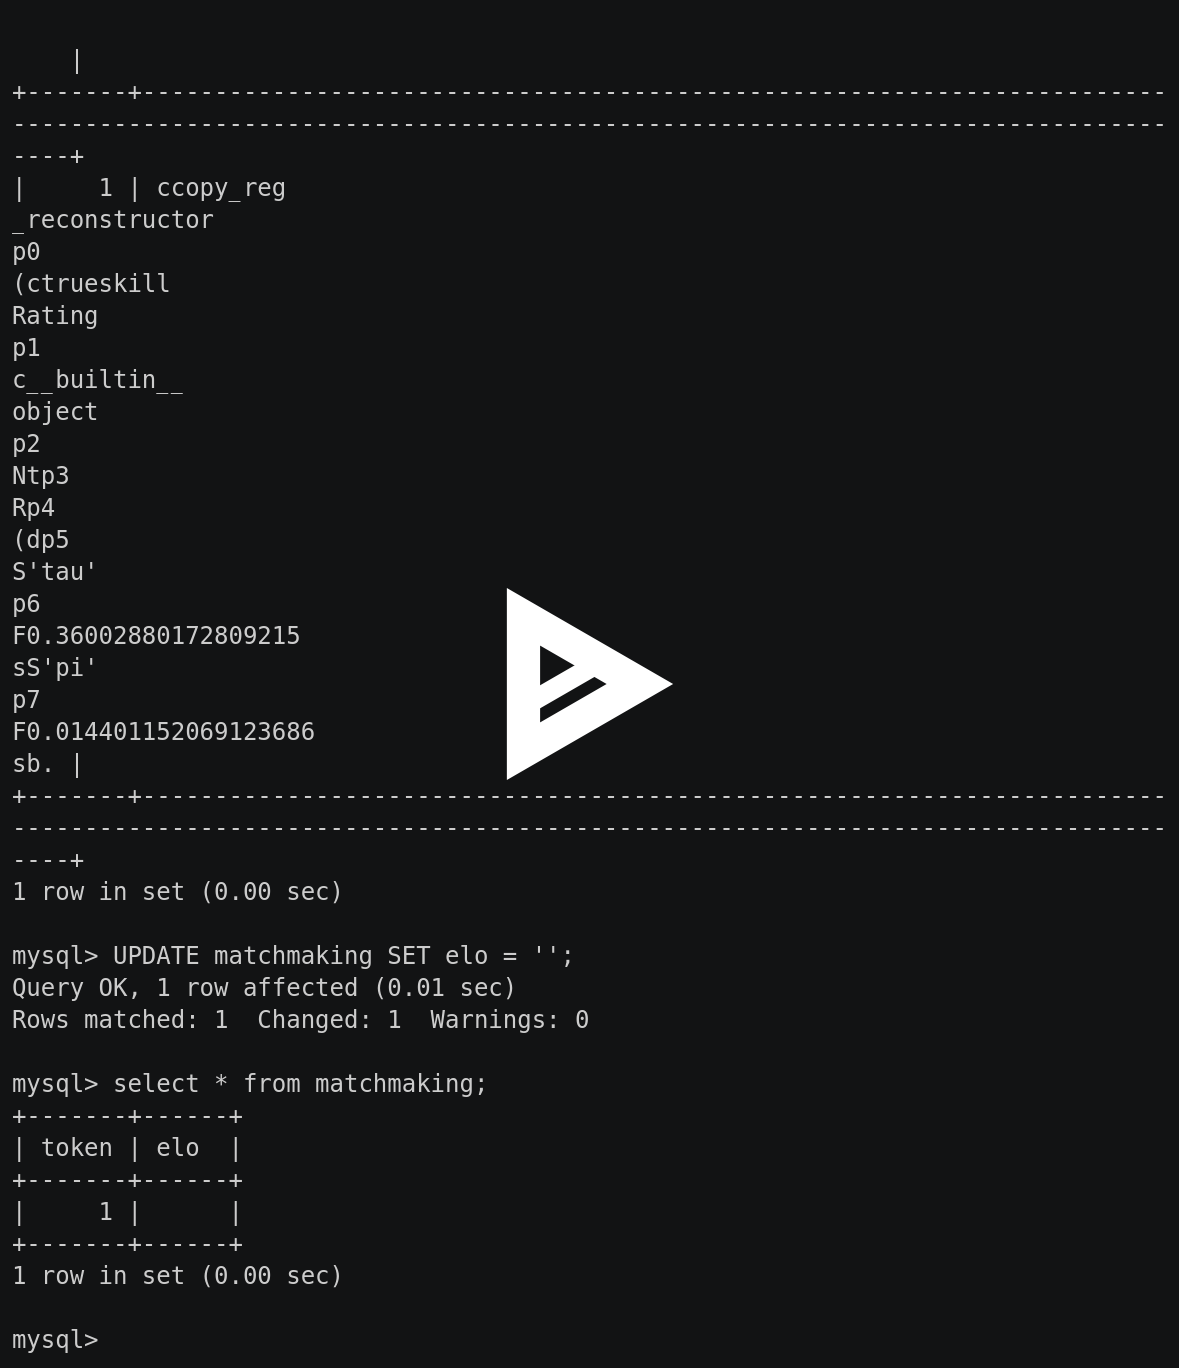 |
+-------+-----------------------------------------------------------------------
--------------------------------------------------------------------------------
----+
|     1 | ccopy_reg
_reconstructor
p0
(ctrueskill
Rating
p1
c__builtin__
object
p2
Ntp3
Rp4
(dp5
S'tau'
p6
F0.36002880172809215
sS'pi'
p7
F0.014401152069123686
sb. |
+-------+-----------------------------------------------------------------------
--------------------------------------------------------------------------------
----+
1 row in set (0.00 sec)

mysql> UPDATE matchmaking SET elo = '';
Query OK, 1 row affected (0.01 sec)
Rows matched: 1  Changed: 1  Warnings: 0

mysql> select * from matchmaking;
+-------+------+
| token | elo  |
+-------+------+
|     1 |      |
+-------+------+
1 row in set (0.00 sec)

mysql>